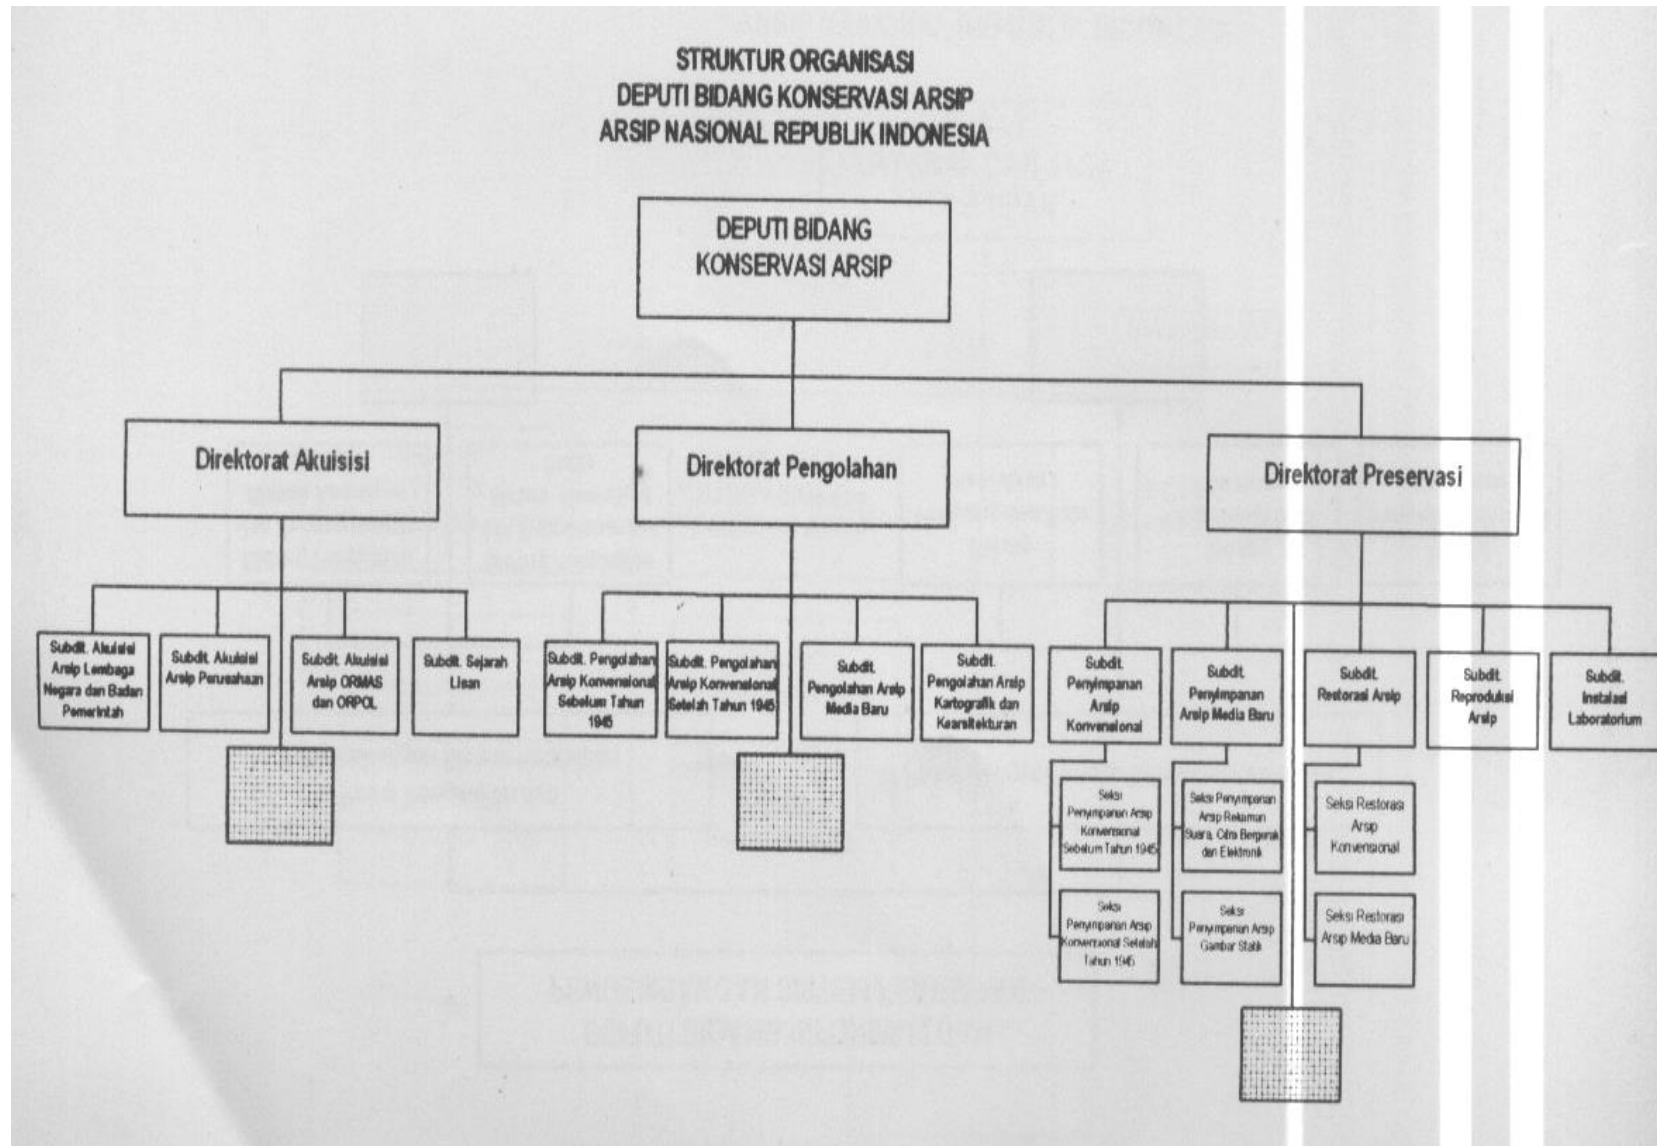 STRUKTUR ORGANISASI
DEPUTI BIDANG KONSERVASI ARSIP
ARSIP NASIONAL REPUBLIK INDONESIA
DEPUTI BIDANG
KONSERVASI ARSIP
Direktorat Akuisisi
Direktorat Pengolahan
Direktorat Preservasi
Subdit. Akuisisi
Arsip Lembaga
Negara dan Badan
Pemerintah
Subdit. Akuisisi
Arsip Perusahaan
Subdit. Akuisisi
Arsip ORMAS
dan ORPOL
Subdit. Sejarah
Lisan
Subdit. Pengolahan
Arsip Konvensional
Sebelum Tahun
1945
Subdit. Pengolahan
Arsip Konvensional
Setelah Tahun 1945
Subdit.
Pengolahan Arsip
Media Baru
Subdit.
Pengolahan Arsip
Kartografik dan
Kearsitekturan
Subdit.
Penyimpanan
Arsip
Konvensional
Subdit.
Penyimpanan
Arsip Media Baru
Subdit.
Restorasi Arsip
Subdit.
Reproduksi
Arsip
Subdit.
Instalasi
Laboratorium
Seksi
Penyimpanan Arsip
Konvensional
Sebelum Tahun 1945
Seksi Penyimpanan
Arsip Rekaman
Suara, Citra Bergerak
dan Elektronik
Seksi Restorasi
Arsip
Konvensional
Seksi
Penyimpanan Arsip
Konvensional Setelah
Tahun 1945
Seksi
Penyimpanan Arsip
Gambar Statik
Seksi Restorasi
Arsip Media Baru